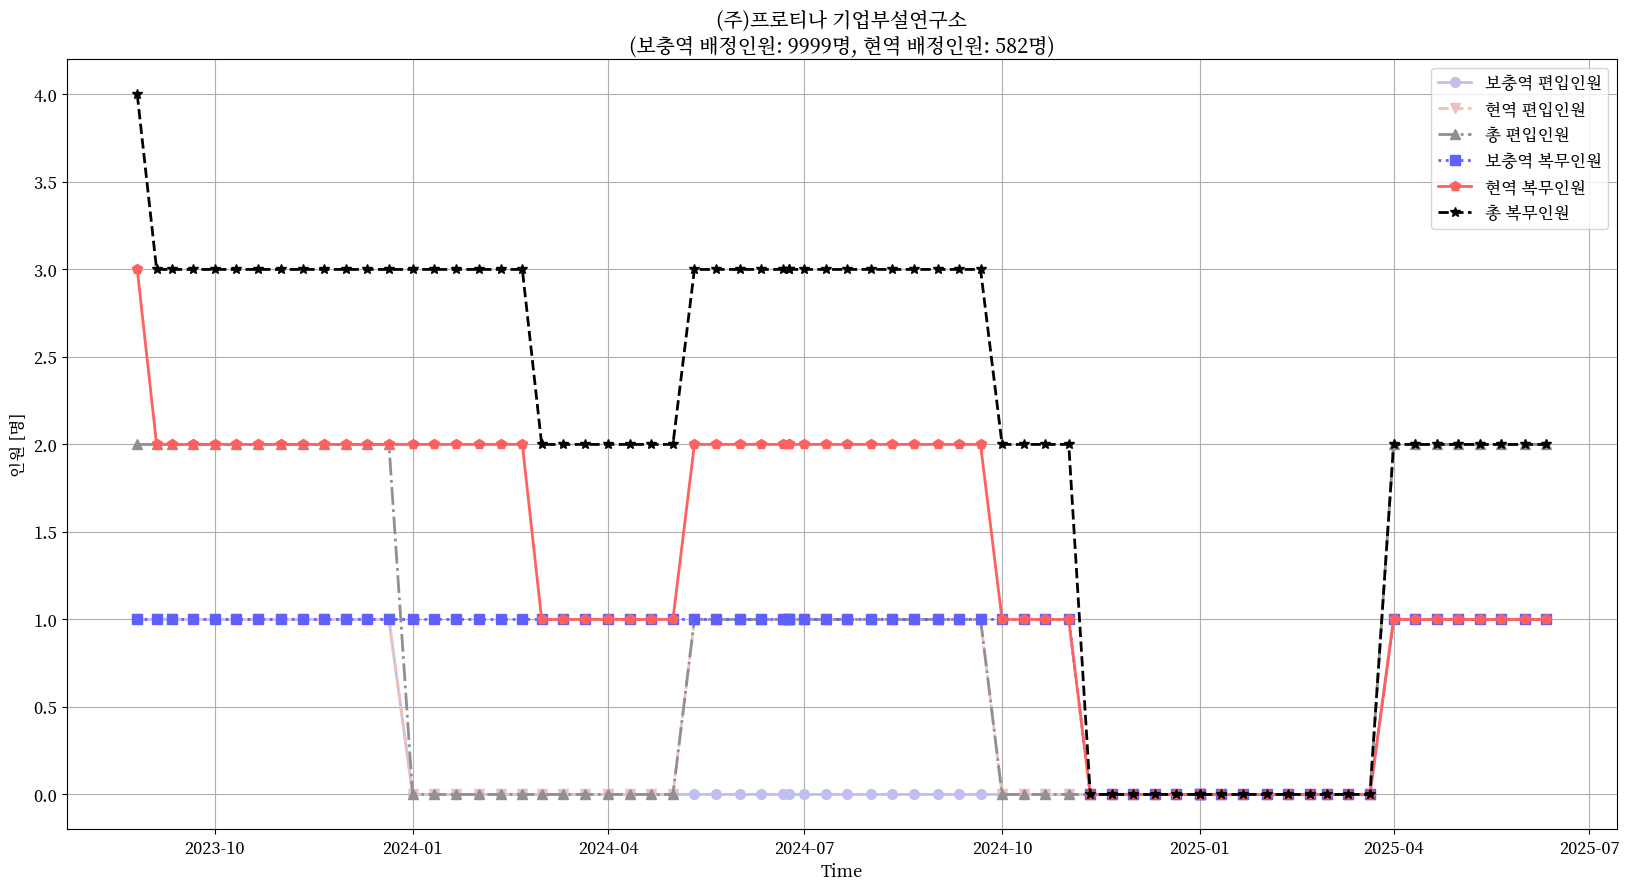 (주)프로티나 기업부설연구소
(보충역 배정인원: 9999명, 현역 배정인원: 582명)
보충역 편입인원
현역 편입인원
총 편입인원
보충역 복무인원
현역 복무인원
총 복무인원
4.0
3.5
3.0
2.5
2.0
1.5
1.0
0.5
0.0
인원 [명]
2023-10
2024-01
2024-04
2024-07
2024-10
2025-01
2025-04
2025-07
Time